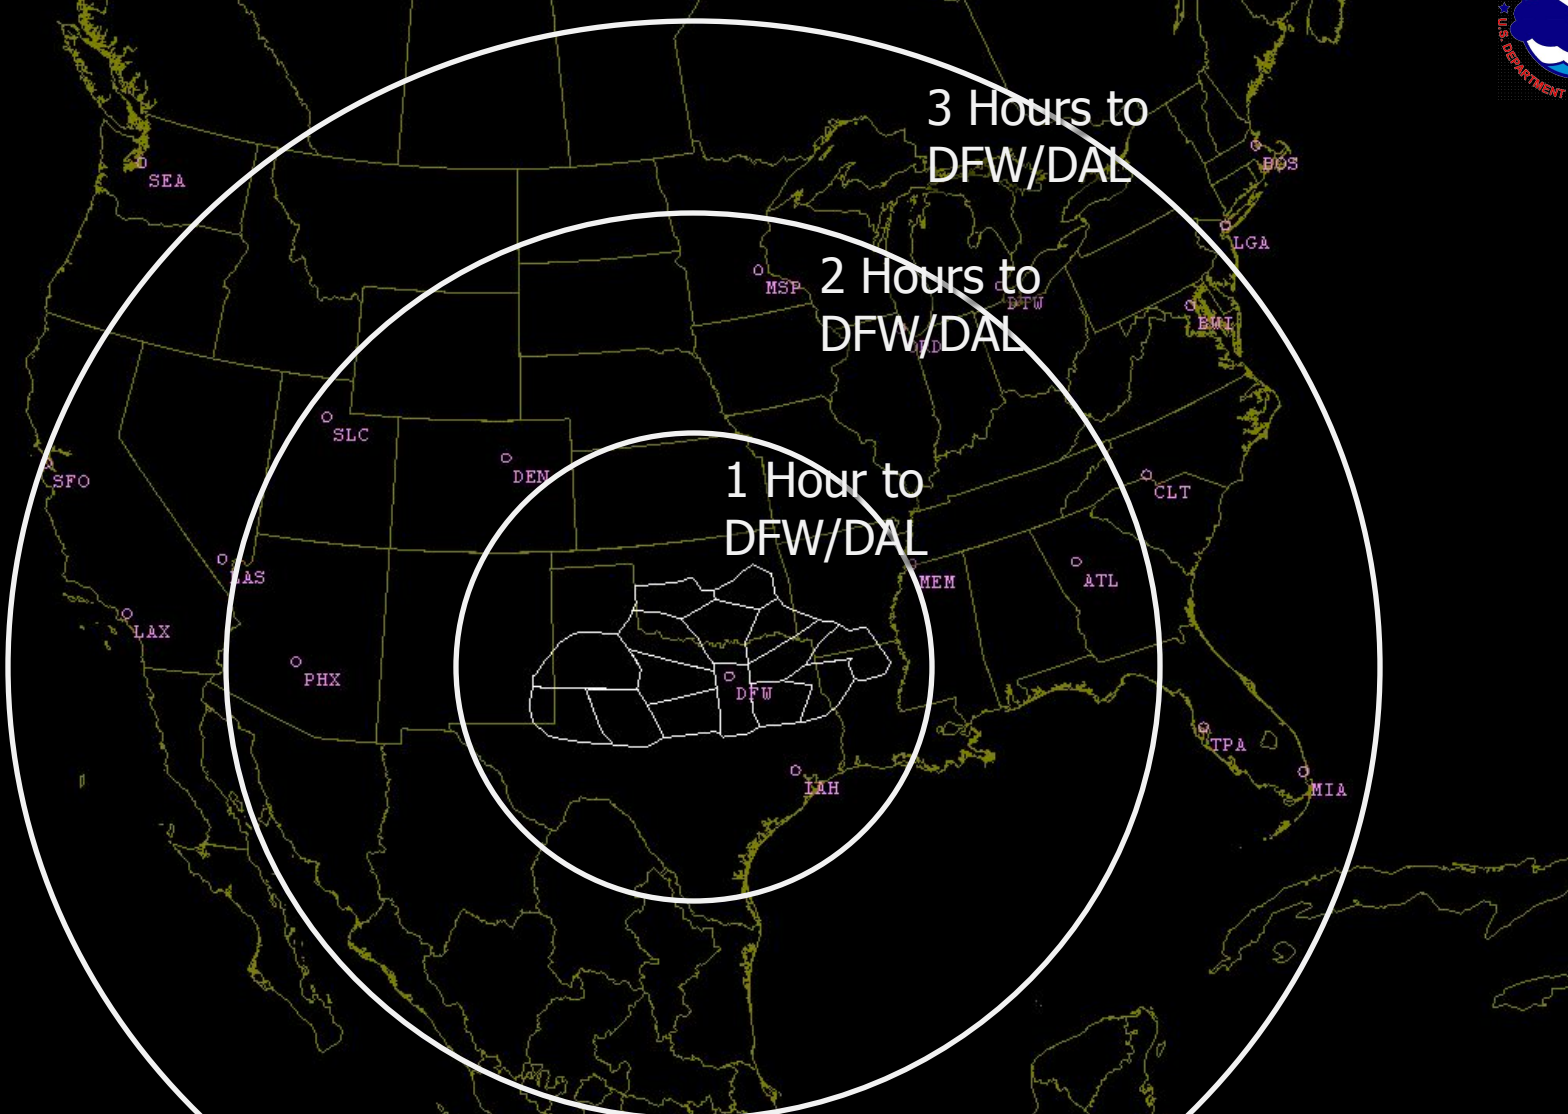 U.S. DEPARTMENT
3 Hours to
DFW/DAL
BOS
SEA
LGA
2 Hours to
DFW/DAL
MSP
DTW
BWI
SLC
DEN
SFO
1 Hour to
DFW/DAL
CLT
LAS
MEM
ATL
LAX
PHX
DFW
TPA
IAH
MIA